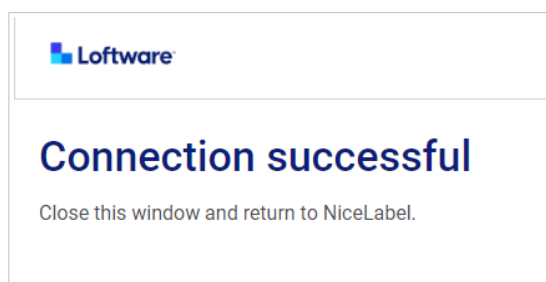 Loftware
Connection successful
Close this window and return to NiceLabel.